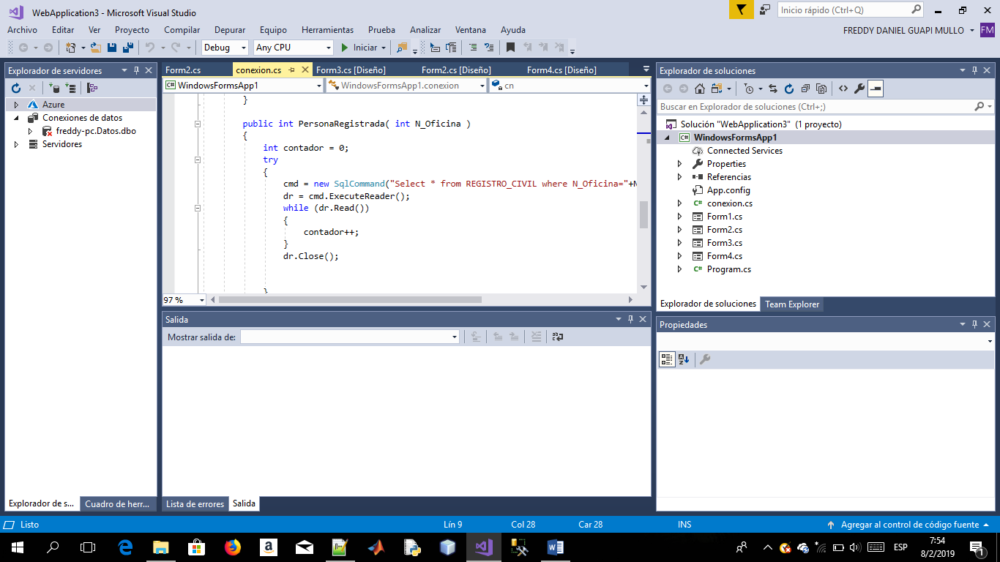 WebApplication3 - Microsoft Visual Studio
Inicio rápido (Ctrl+Q)
Archivo Editar Ver Proyecto Compilar Depurar Equipo Herramientas Prueba Analizar Ventana Ayuda
FREDDY DANIEL GUAPI MULLO FM
Debug Any CPU Iniciar
Explorador de servidores
Azure
Conexiones de datos
freddy-pc.Datos.dbo
Servidores
Explorador de s... Cuadro de herr...
Form2.cs conexion.cs Form3.cs [Diseño] Form2.cs [Diseño] Form4.cs [Diseño]
C# WindowsFormsApp1 WindowsFormsApp1.conexion cn
}
public int PersonaRegistrada( int N_Oficina )
{
int contador = 0;
try
{
cmd = new SqlCommand("Select * from REGISTRO_CIVIL where N_Oficina="+N
dr = cmd.ExecuteReader();
while (dr.Read())
{
contador++;
}
dr.Close();
}
97 %
Salida
Mostrar salida de:
Lista de errores Salida
Explorador de soluciones
Buscar en Explorador de soluciones (Ctrl+;)
Solución "WebApplication3" (1 proyecto)
C# WindowsFormsApp1
Connected Services
Properties
Referencias
App.config
C# conexion.cs
Form1.cs
Form2.cs
Form3.cs
Form4.cs
C# Program.cs
Explorador de soluciones Team Explorer
Propiedades
Listo Lín 9 Col 28 Car 28 INS Agregar al control de código fuente
ESP
7:54
8/2/2019
1